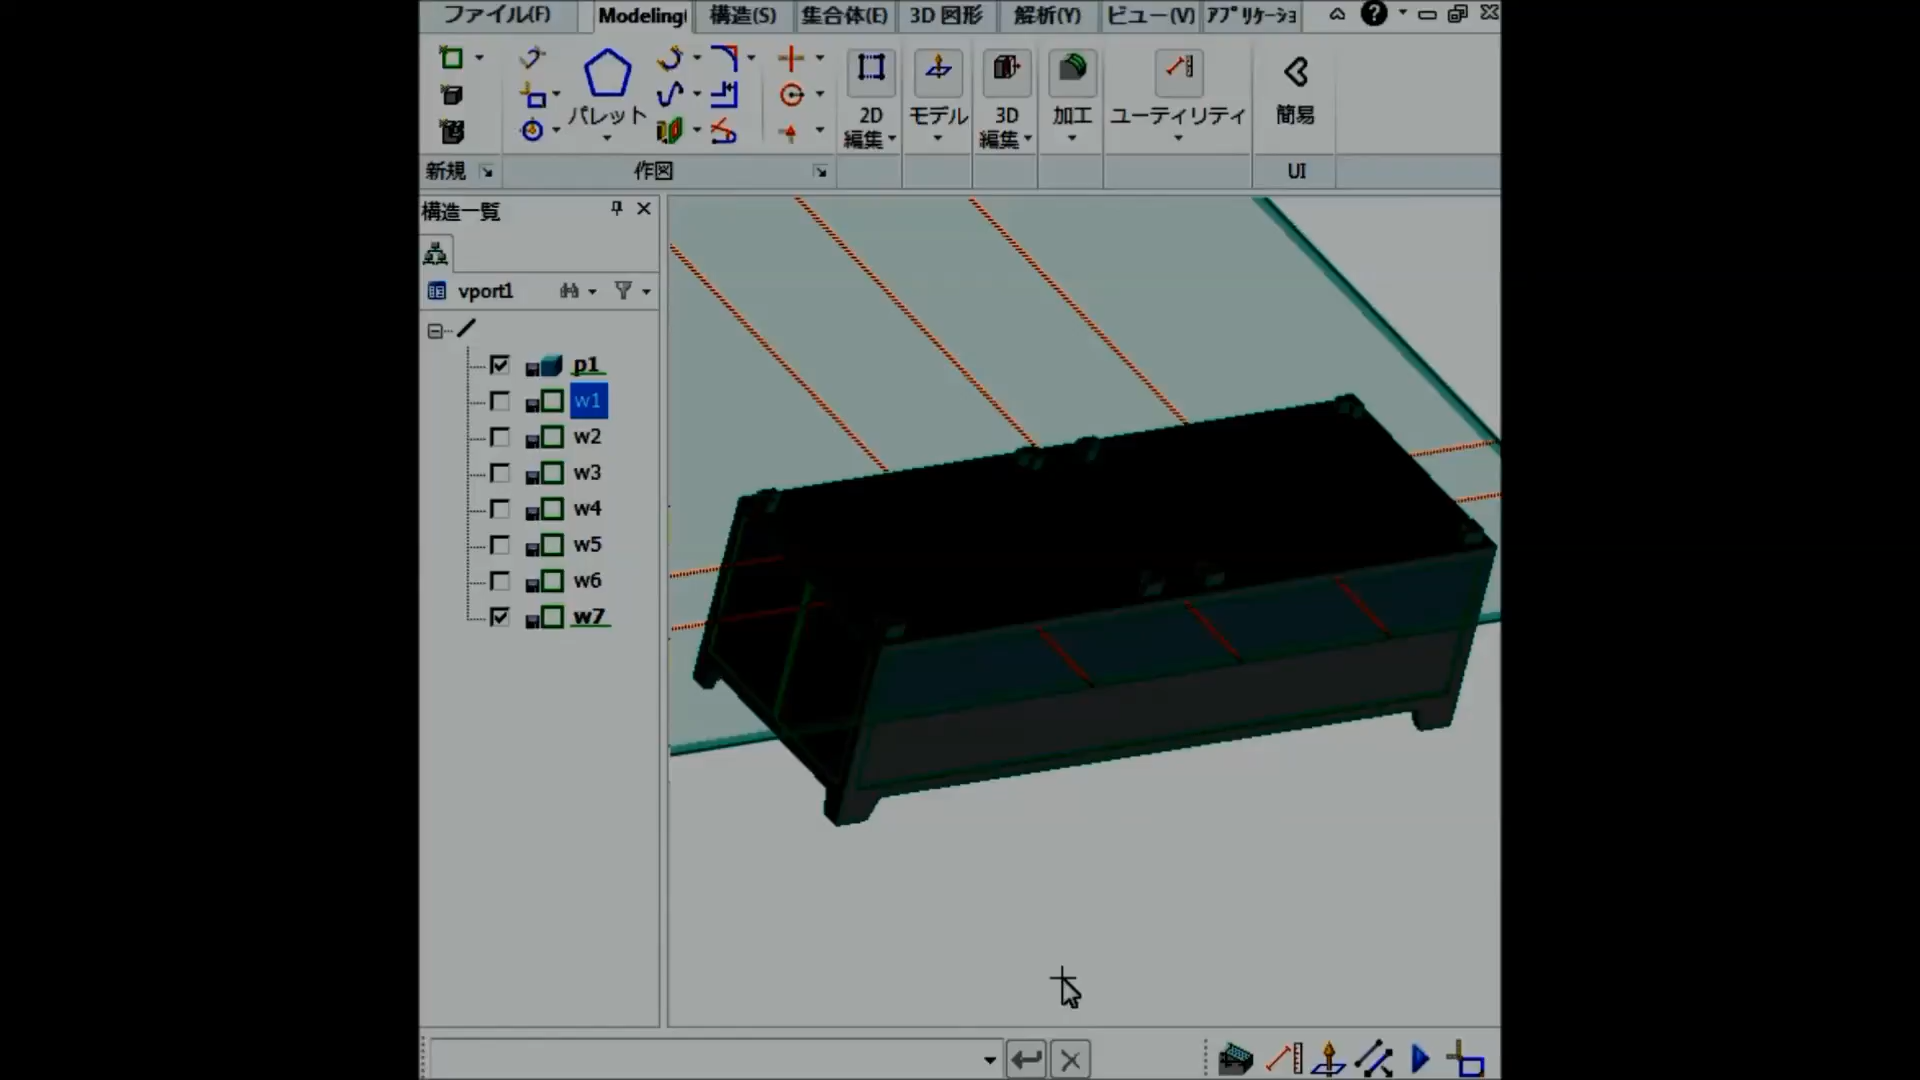 ファイル(F) Modeling( 構造(S) 集合体(E) 3D 図形 解析(Y) ビュー(V) ｱﾌﾟﾘｹｰｼｮ
パレット 2D 編集 モデル 3D 編集 加工 ユーティリティ 簡易
新規 作図 UI
構造一覧
vport1
p1
w1
w2
w3
w4
w5
w6
w7